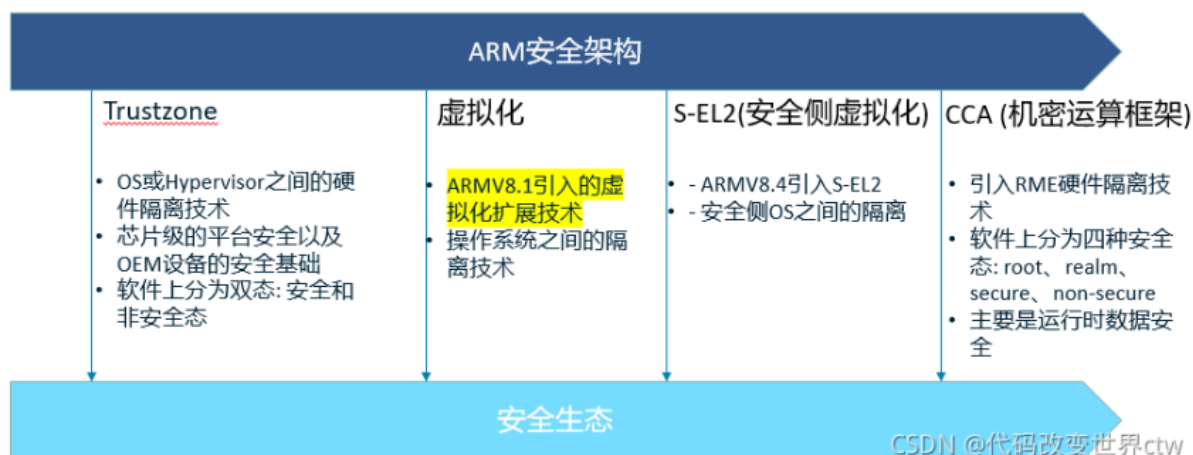 ARM安全架构
Trustzone
• OS或Hypervisor之间的硬
件隔离技术
• 芯片级的平台安全以及
OEM设备的安全基础
• 软件上分为双态: 安全和
非安全态
虚拟化
• ARMV8.1引入的虚
拟化扩展技术
• 操作系统之间的隔
离技术
S-EL2(安全侧虚拟化)
• - ARMV8.4引入S-EL2
• - 安全侧OS之间的隔离
CCA (机密运算框架)
• 引入RME硬件隔离技
术
• 软件上分为四种安全
态: root、realm、
secure、non-secure
• 主要是运行时数据安
全
安全生态
CSDN @代码改变世界ctw